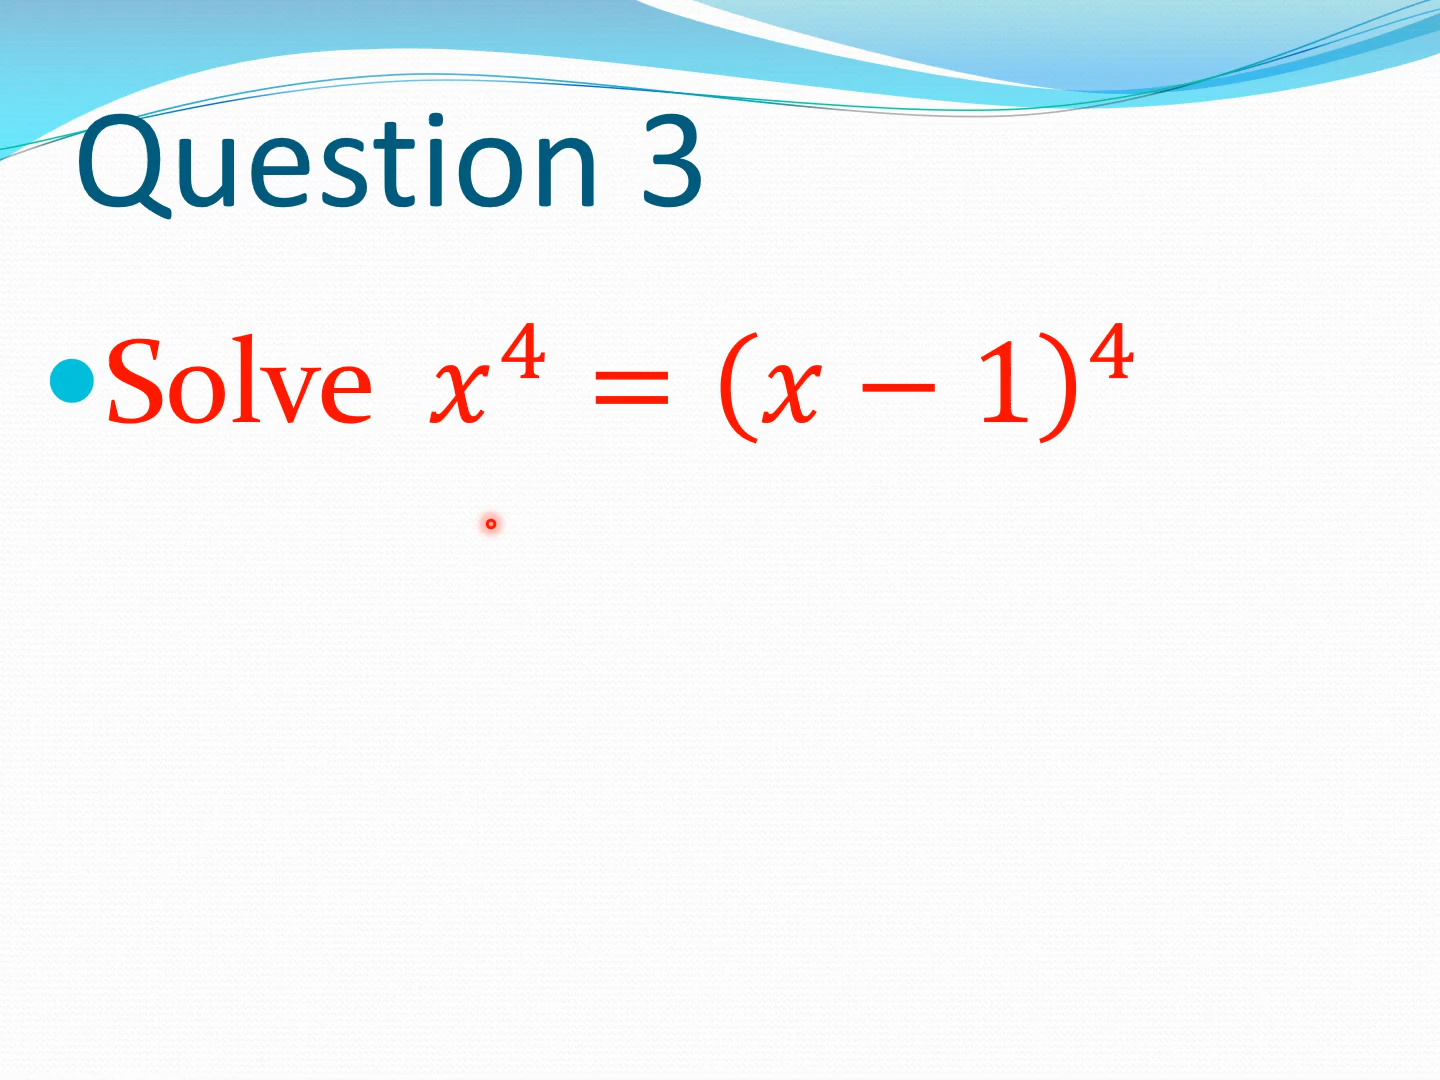 Question 3
Solve x⁴ = (x − 1)⁴